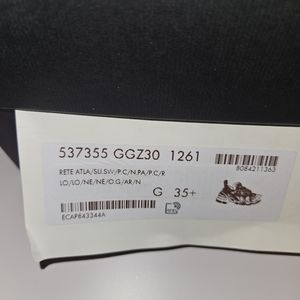 537355 GGZ30 1261
8084211363
RETE ATLA/SU.SW/P.C/N.PA/P.C/R
LO/LO/NE/NE/O.G/AR/N
G 35+
ECAP843344A